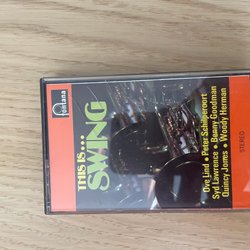 fontana
THIS IS...
SWING
Ove Lind • Peter Schilperoort
Syd Lawrence • Benny Goodman
Quincy Jones • Woody Herman
STEREO